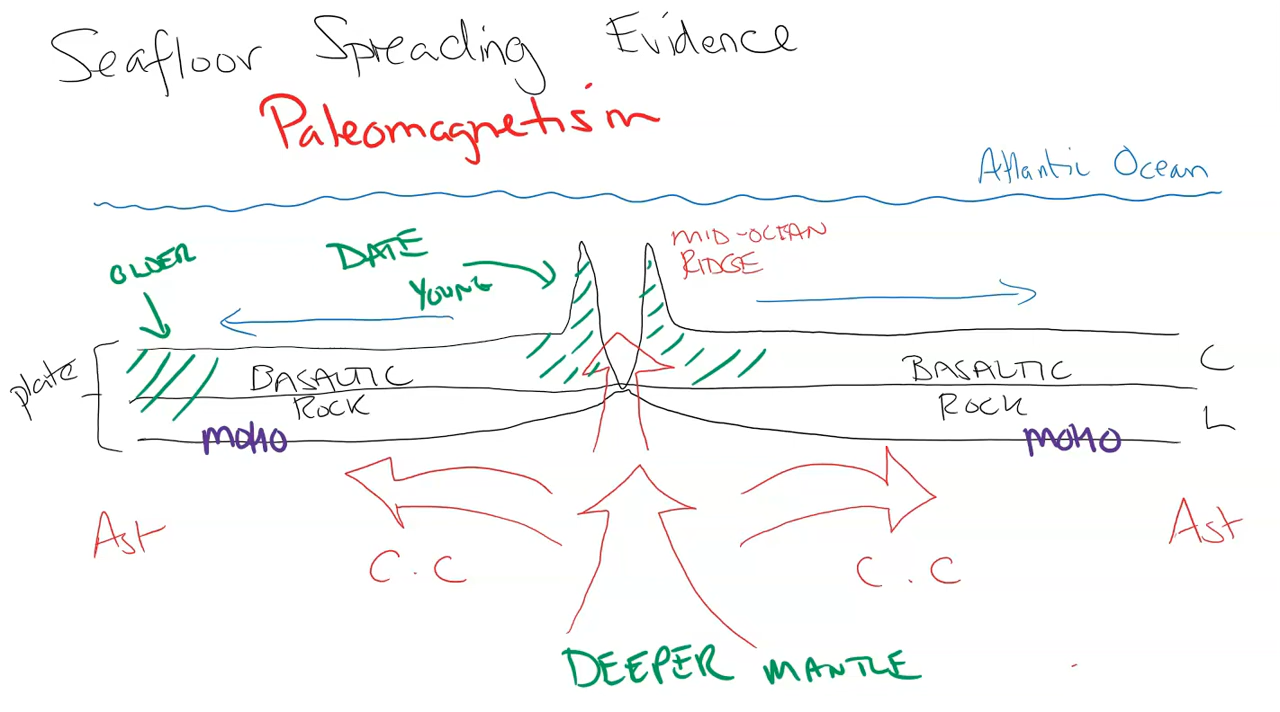 Seafloor Spreading Evidence
Paleomagnetism
Atlantic Ocean
MID-OCEAN
RIDGE
OLDER
DATE
YOUNG
plate
BASALTIC
ROCK
MOHO
BASALTIC
ROCK
MOHO
C
L
Ast
C.C
C.C
Ast
DEEPER MANTLE